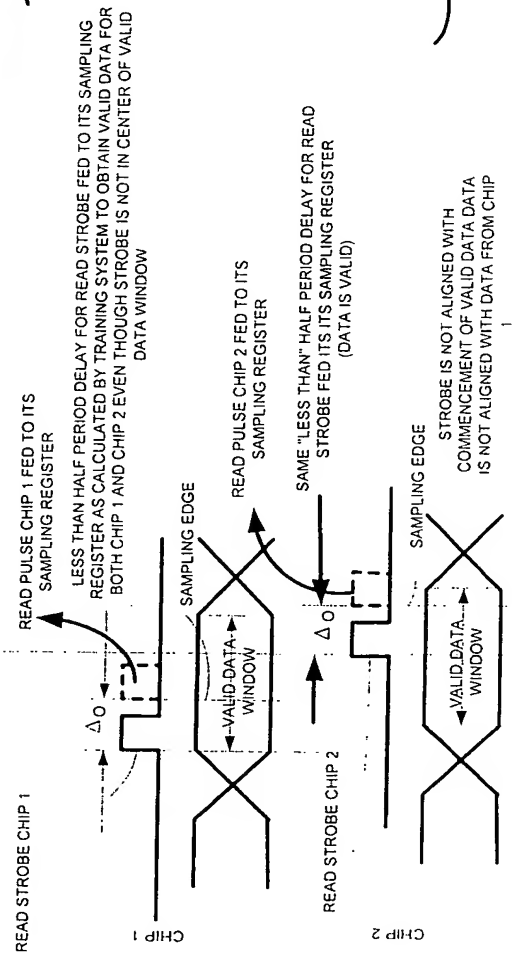 READ STROBE CHIP 1
READ PULSE CHIP 1 FED TO ITS
SAMPLING REGISTER
LESS THAN HALF PERIOD DELAY FOR READ STROBE FED TO ITS SAMPLING
REGISTER AS CALCULATED BY TRAINING SYSTEM TO OBTAIN VALID DATA FOR
BOTH CHIP 1 AND CHIP 2 EVEN THOUGH STROBE IS NOT IN CENTER OF VALID
DATA WINDOW
Δ O
CHIP 1
SAMPLING EDGE
VALID DATA
WINDOW
READ PULSE CHIP 2 FED TO ITS
SAMPLING REGISTER
READ STROBE CHIP 2
Δ O
SAME "LESS THAN" HALF PERIOD DELAY FOR READ
STROBE FED ITS ITS SAMPLING REGISTER
(DATA IS VALID)
CHIP 2
SAMPLING EDGE
VALID DATA
WINDOW
STROBE IS NOT ALIGNED WITH
COMMENCEMENT OF VALID DATA DATA
IS NOT ALIGNED WITH DATA FROM CHIP
1